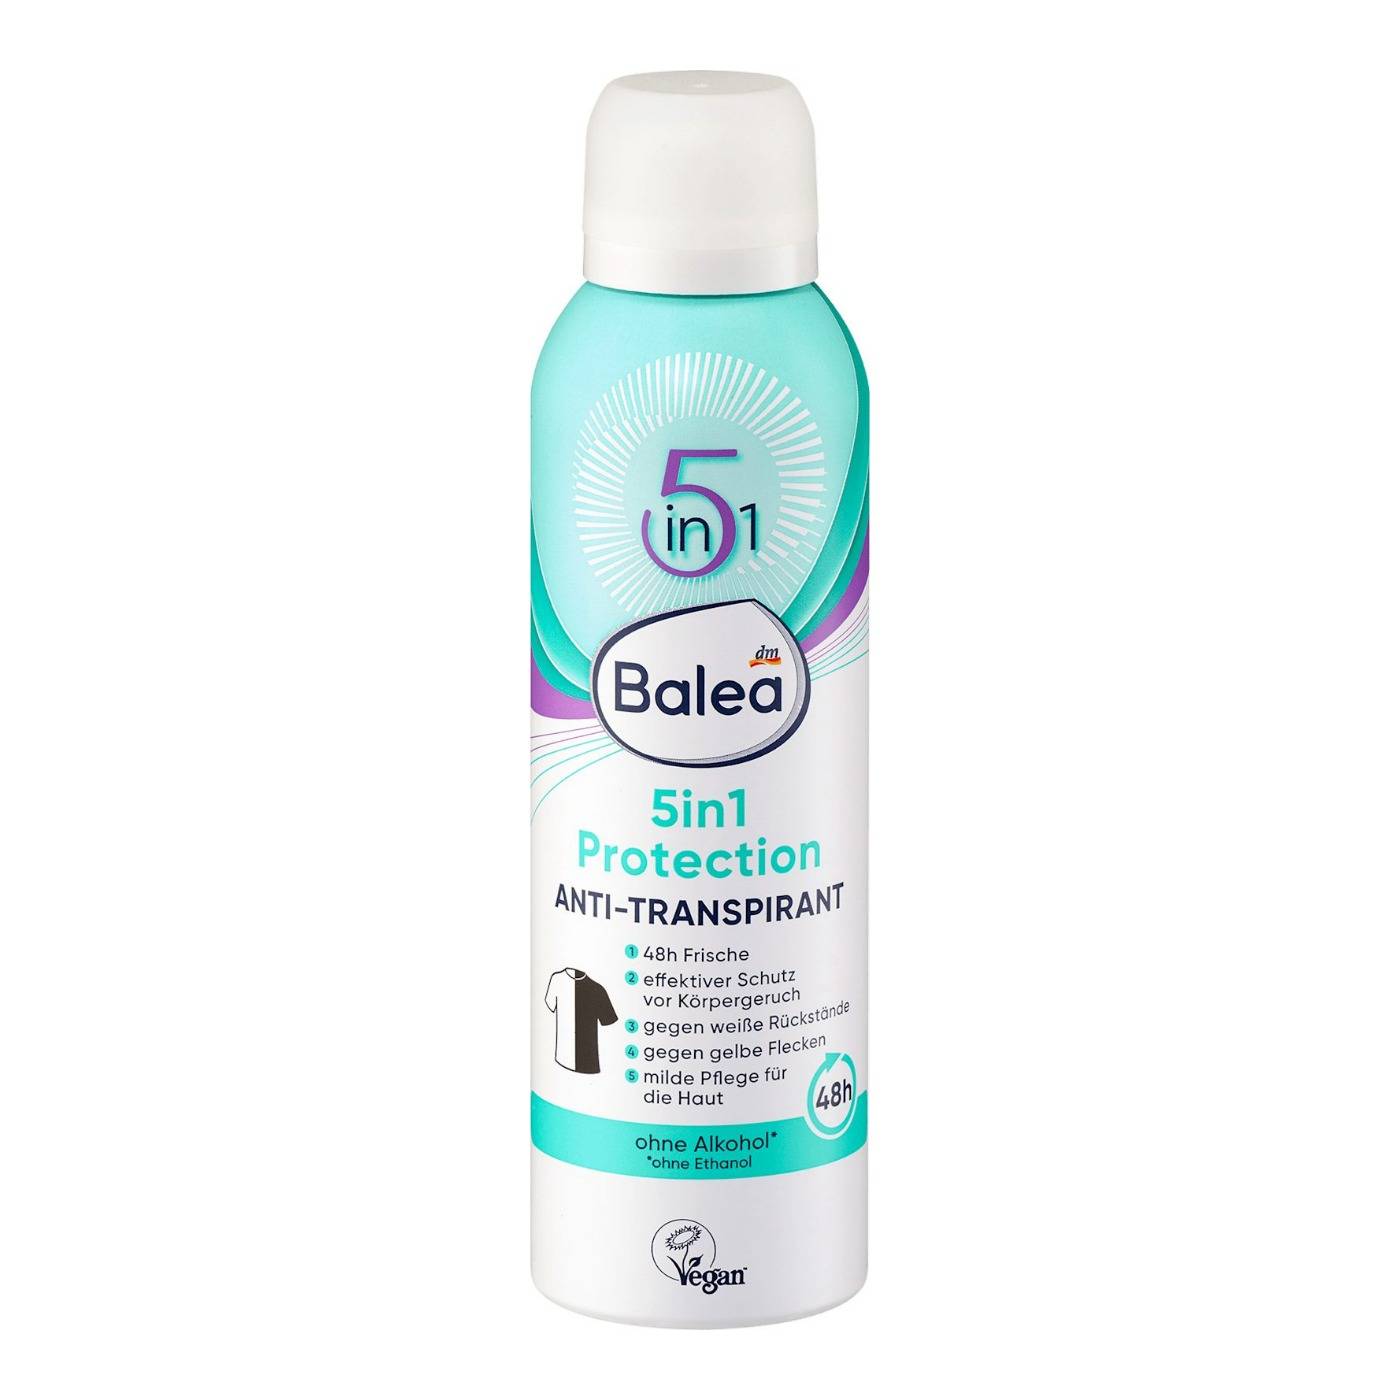 5
in 1
dm
Balea
5in1
Protection
ANTI-TRANSPIRANT
1 48h Frische
2 effektiver Schutz
vor Körpergeruch
3 gegen weiße Rückstände
4 gegen gelbe Flecken
5 milde Pflege für
die Haut
48h
ohne Alkohol*
*ohne Ethanol
Vegan